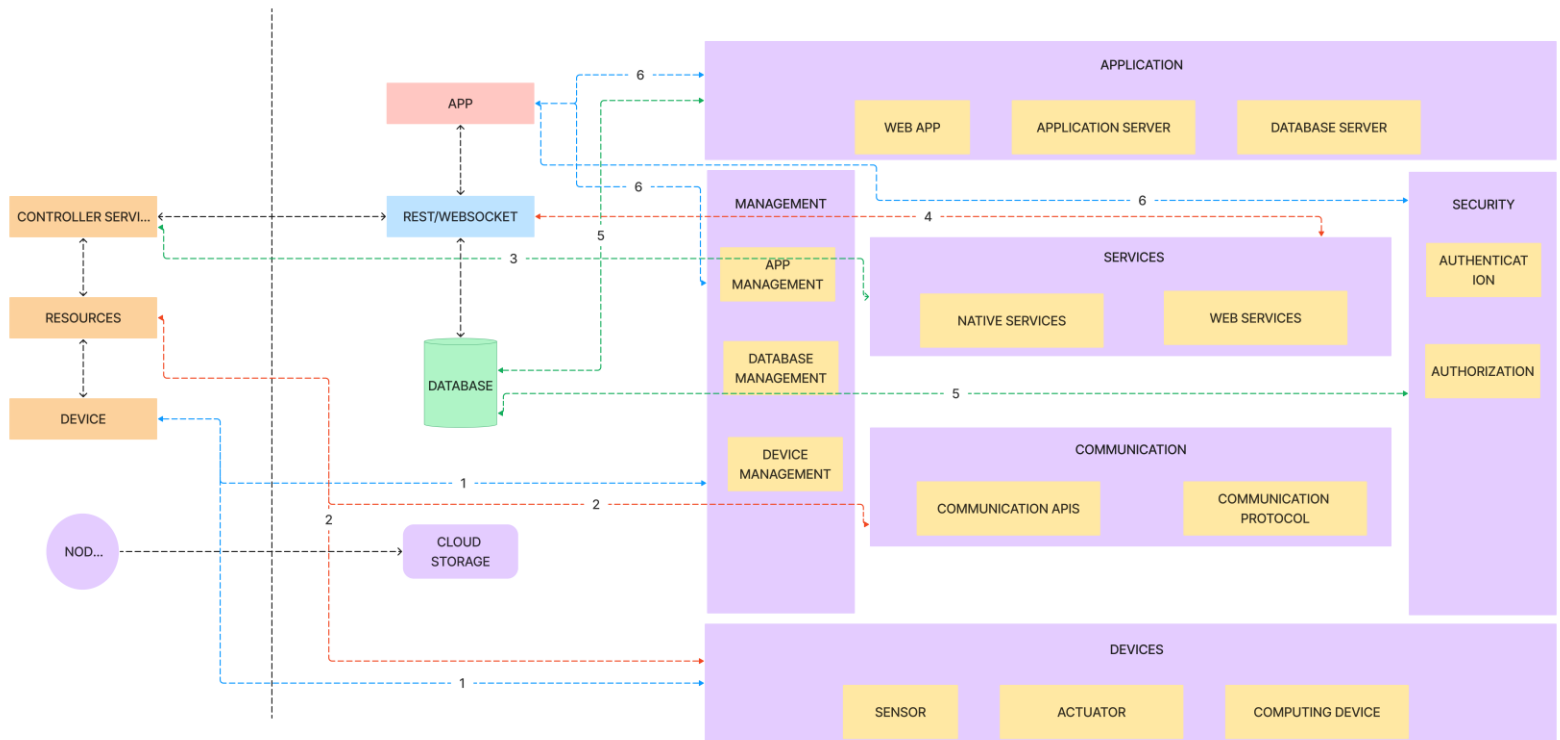 APPLICATION
6
APP
WEB APP
APPLICATION SERVER
DATABASE SERVER
6
MANAGEMENT
6
SECURITY
CONTROLLER SERVI...
REST/WEBSOCKET
4
5
3
SERVICES
APP
MANAGEMENT
AUTHENTICAT
ION
RESOURCES
NATIVE SERVICES
WEB SERVICES
DATABASE
MANAGEMENT
DATABASE
AUTHORIZATION
5
DEVICE
COMMUNICATION
DEVICE
MANAGEMENT
1
2
2
COMMUNICATION APIS
COMMUNICATION
PROTOCOL
NOD...
CLOUD
STORAGE
DEVICES
1
SENSOR
ACTUATOR
COMPUTING DEVICE